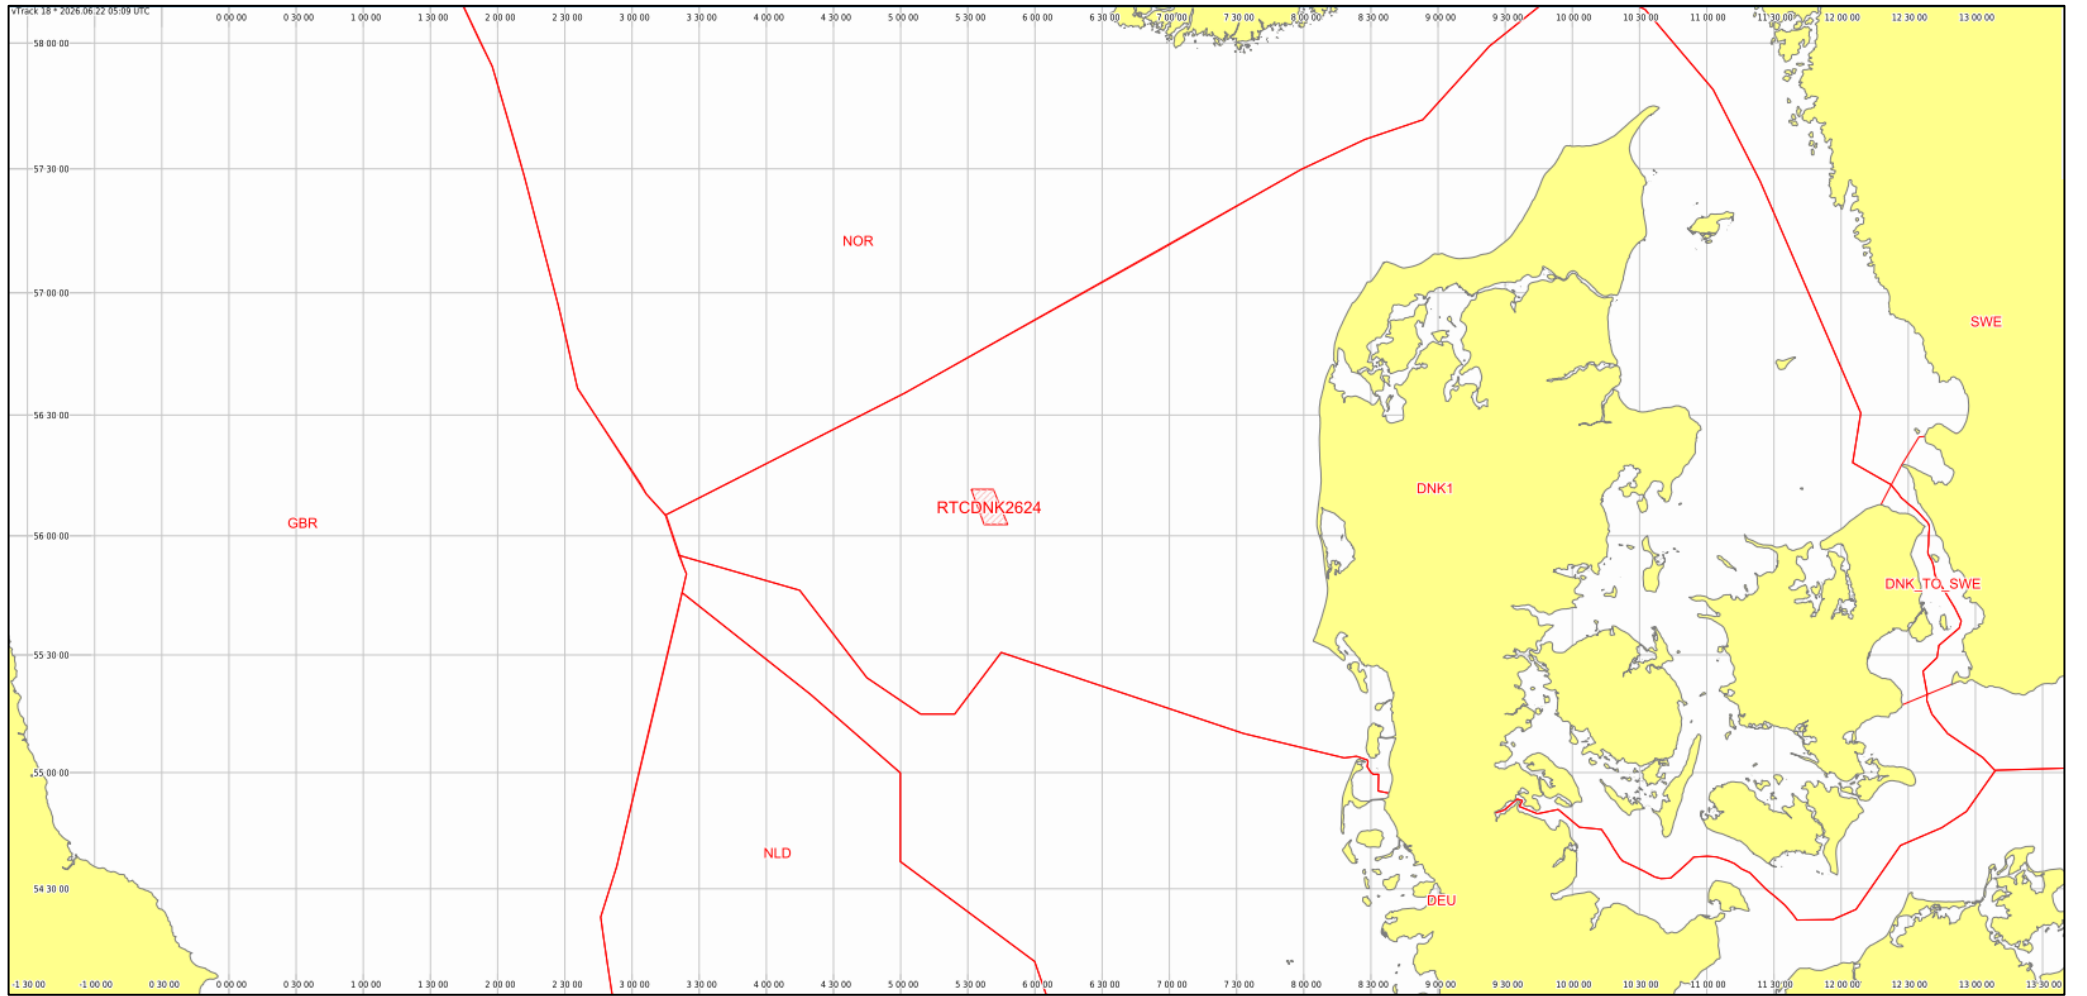 vTrack 18 * 2026.06.22 05:09 UTC
0 00 00 0 30 00 1 00 00 1 30 00 2 00 00 2 30 00 3 00 00 3 30 00 4 00 00 4 30 00 5 00 00 5 30 00 6 00 00 6 30 00 7 00 00 7 30 00 8 00 00 8 30 00 9 00 00 9 30 00 10 00 00 10 30 00 11 00 00 11 30 00 12 00 00 12 30 00 13 00 00
58 00 00
57 30 00
NOR
57 00 00
SWE
56 30 00
DNK1
RTCDNK2624
GBR
56 00 00
DNK_TO_SWE
55 30 00
55 00 00
NLD
54 30 00
DEU
-1 30 00 -1 00 00 0 30 00 0 00 00 0 30 00 1 00 00 1 30 00 2 00 00 2 30 00 3 00 00 3 30 00 4 00 00 4 30 00 5 00 00 5 30 00 6 00 00 6 30 00 7 00 00 7 30 00 8 00 00 8 30 00 9 00 00 9 30 00 10 00 00 10 30 00 11 00 00 11 30 00 12 00 00 12 30 00 13 00 00 13 30 00